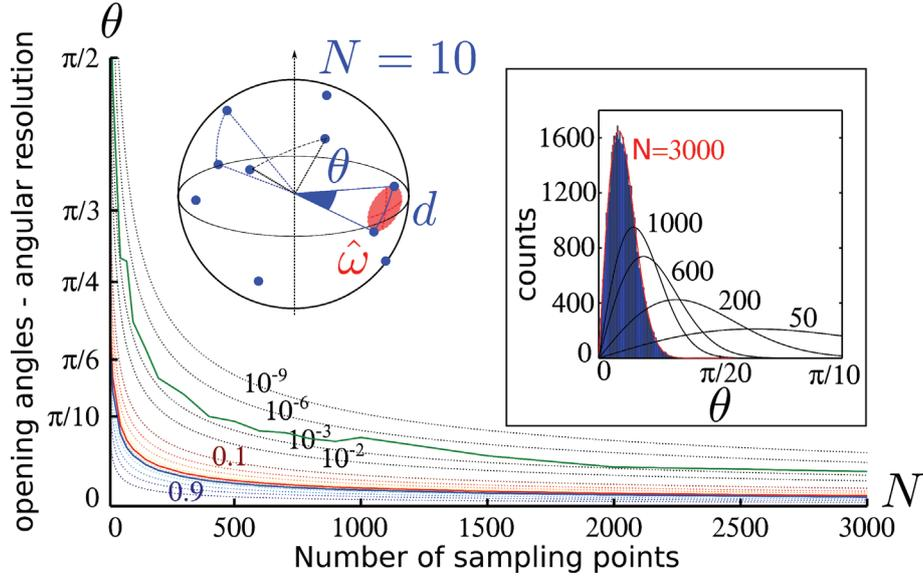 θ
opening angles - angular resolution
π/2
π/3
π/4
π/6
π/10
0
N = 10
θ
d
ω̂
10⁻⁹
10⁻⁶
10⁻³
10⁻²
0.1
0.9
0
500
1000
1500
2000
2500
3000
N
Number of sampling points
counts
1600
1200
800
400
0
N=3000
1000
600
200
50
0
π/20
π/10
θ